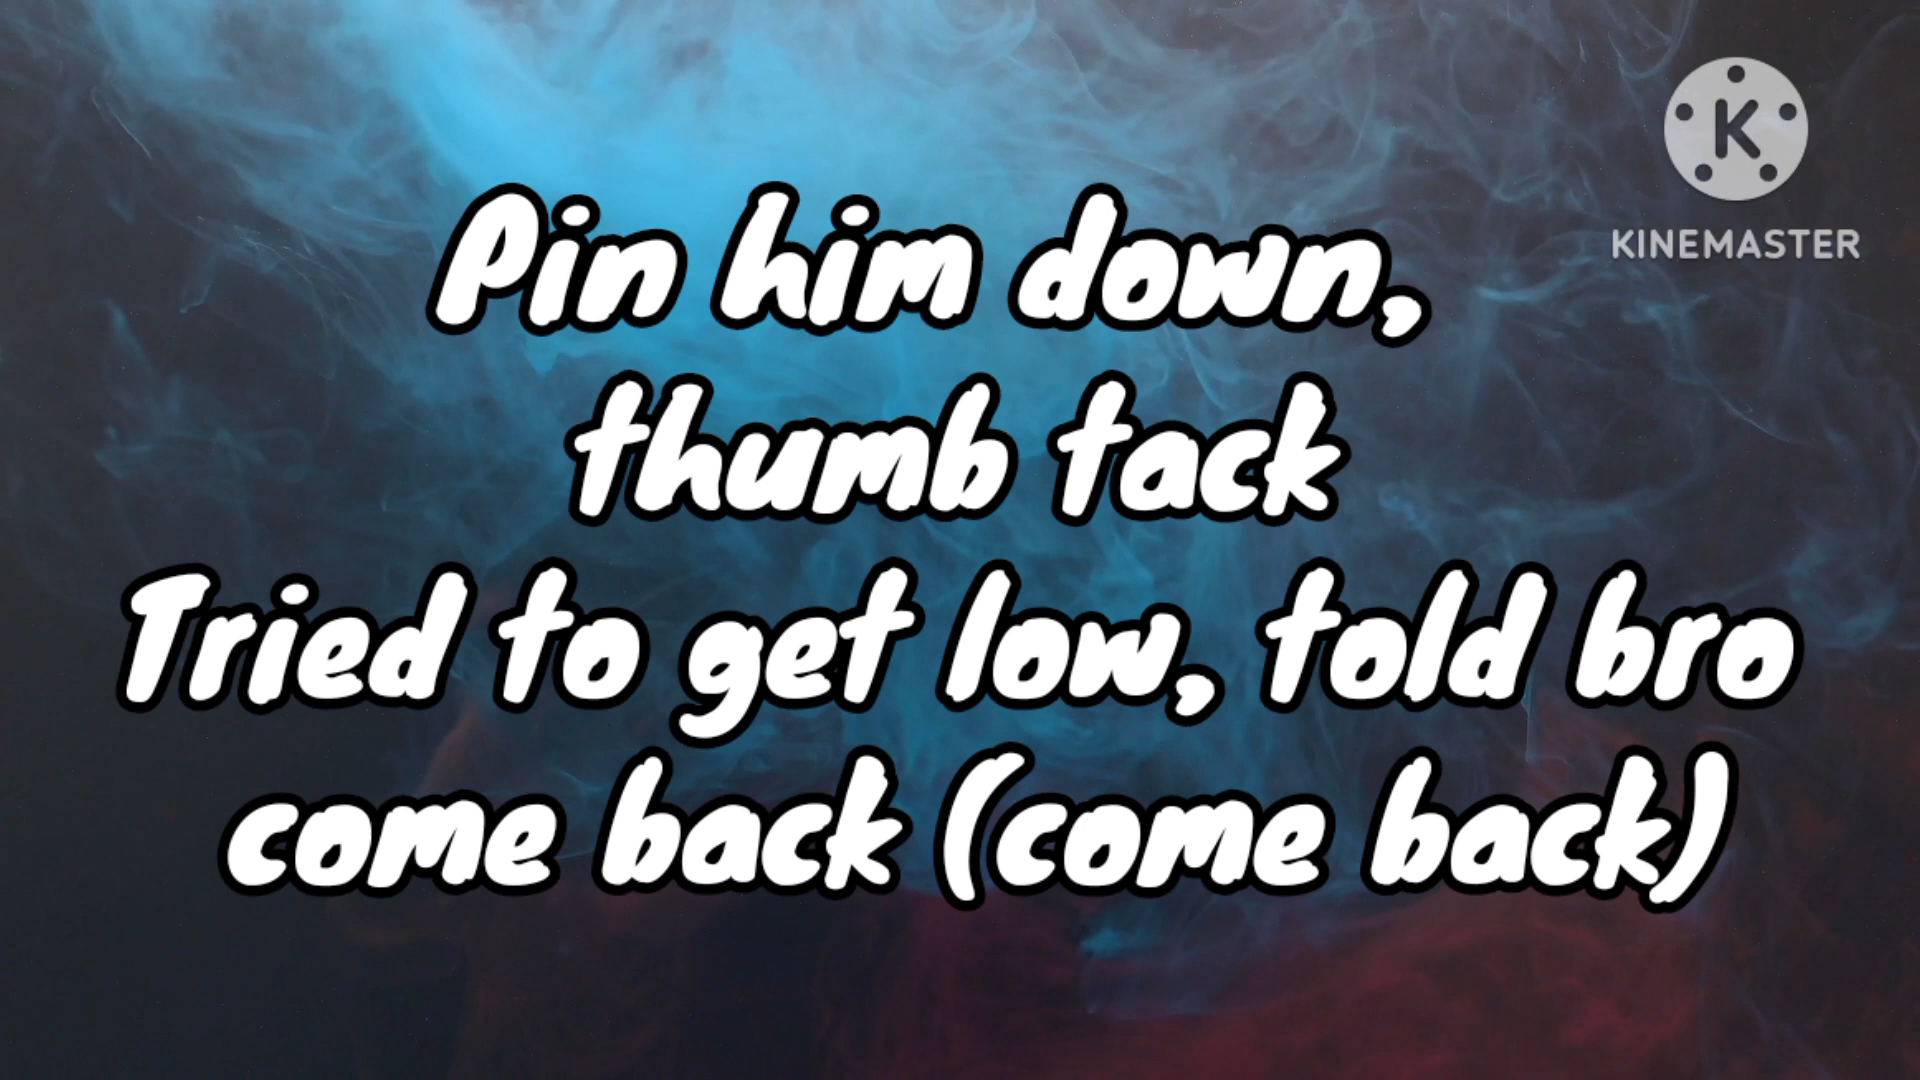 KINEMASTER
Pin him down,
thumb tack
Tried to get low, told bro
come back (come back)